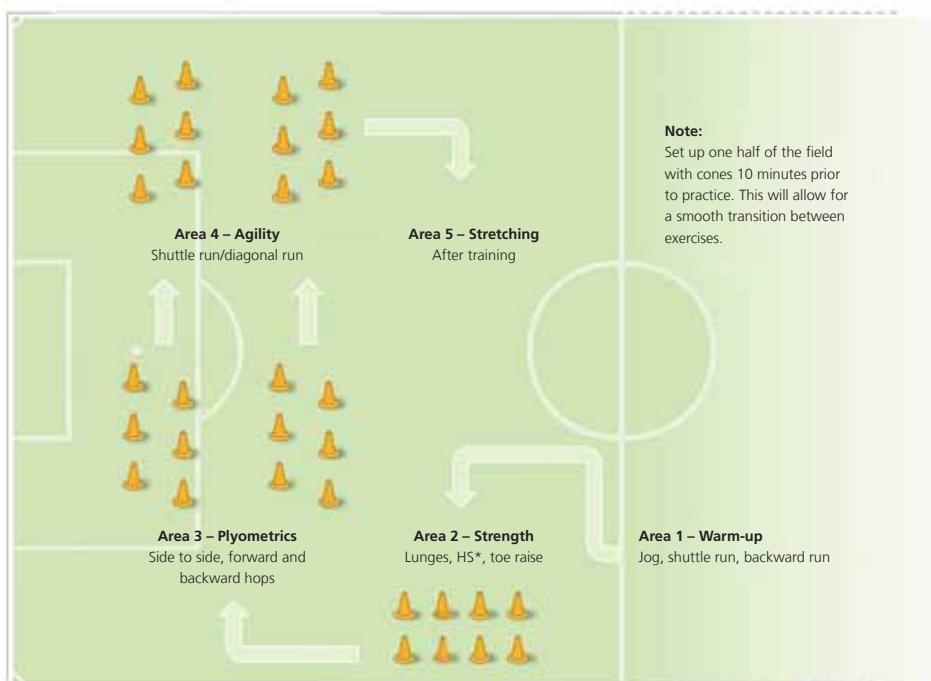 Note:
Set up one half of the field
with cones 10 minutes prior
to practice. This will allow for
a smooth transition between
exercises.
Area 4 – Agility
Shuttle run/diagonal run
Area 5 – Stretching
After training
Area 3 – Plyometrics
Side to side, forward and
backward hops
Area 2 – Strength
Lunges, HS*, toe raise
Area 1 – Warm-up
Jog, shuttle run, backward run